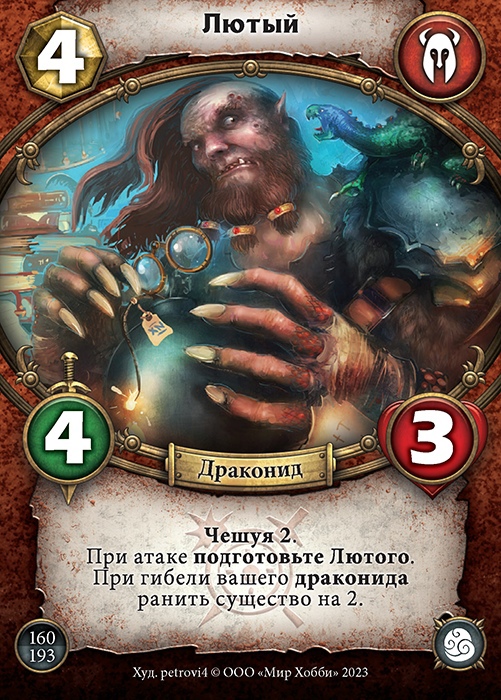 Лютый
4
4
3
Драконид
Чешуя 2.
При атаке подготовьте Лютого.
При гибели вашего драконида
ранить существо на 2.
160
193
Худ. petrovi4 © ООО «Мир Хобби» 2023